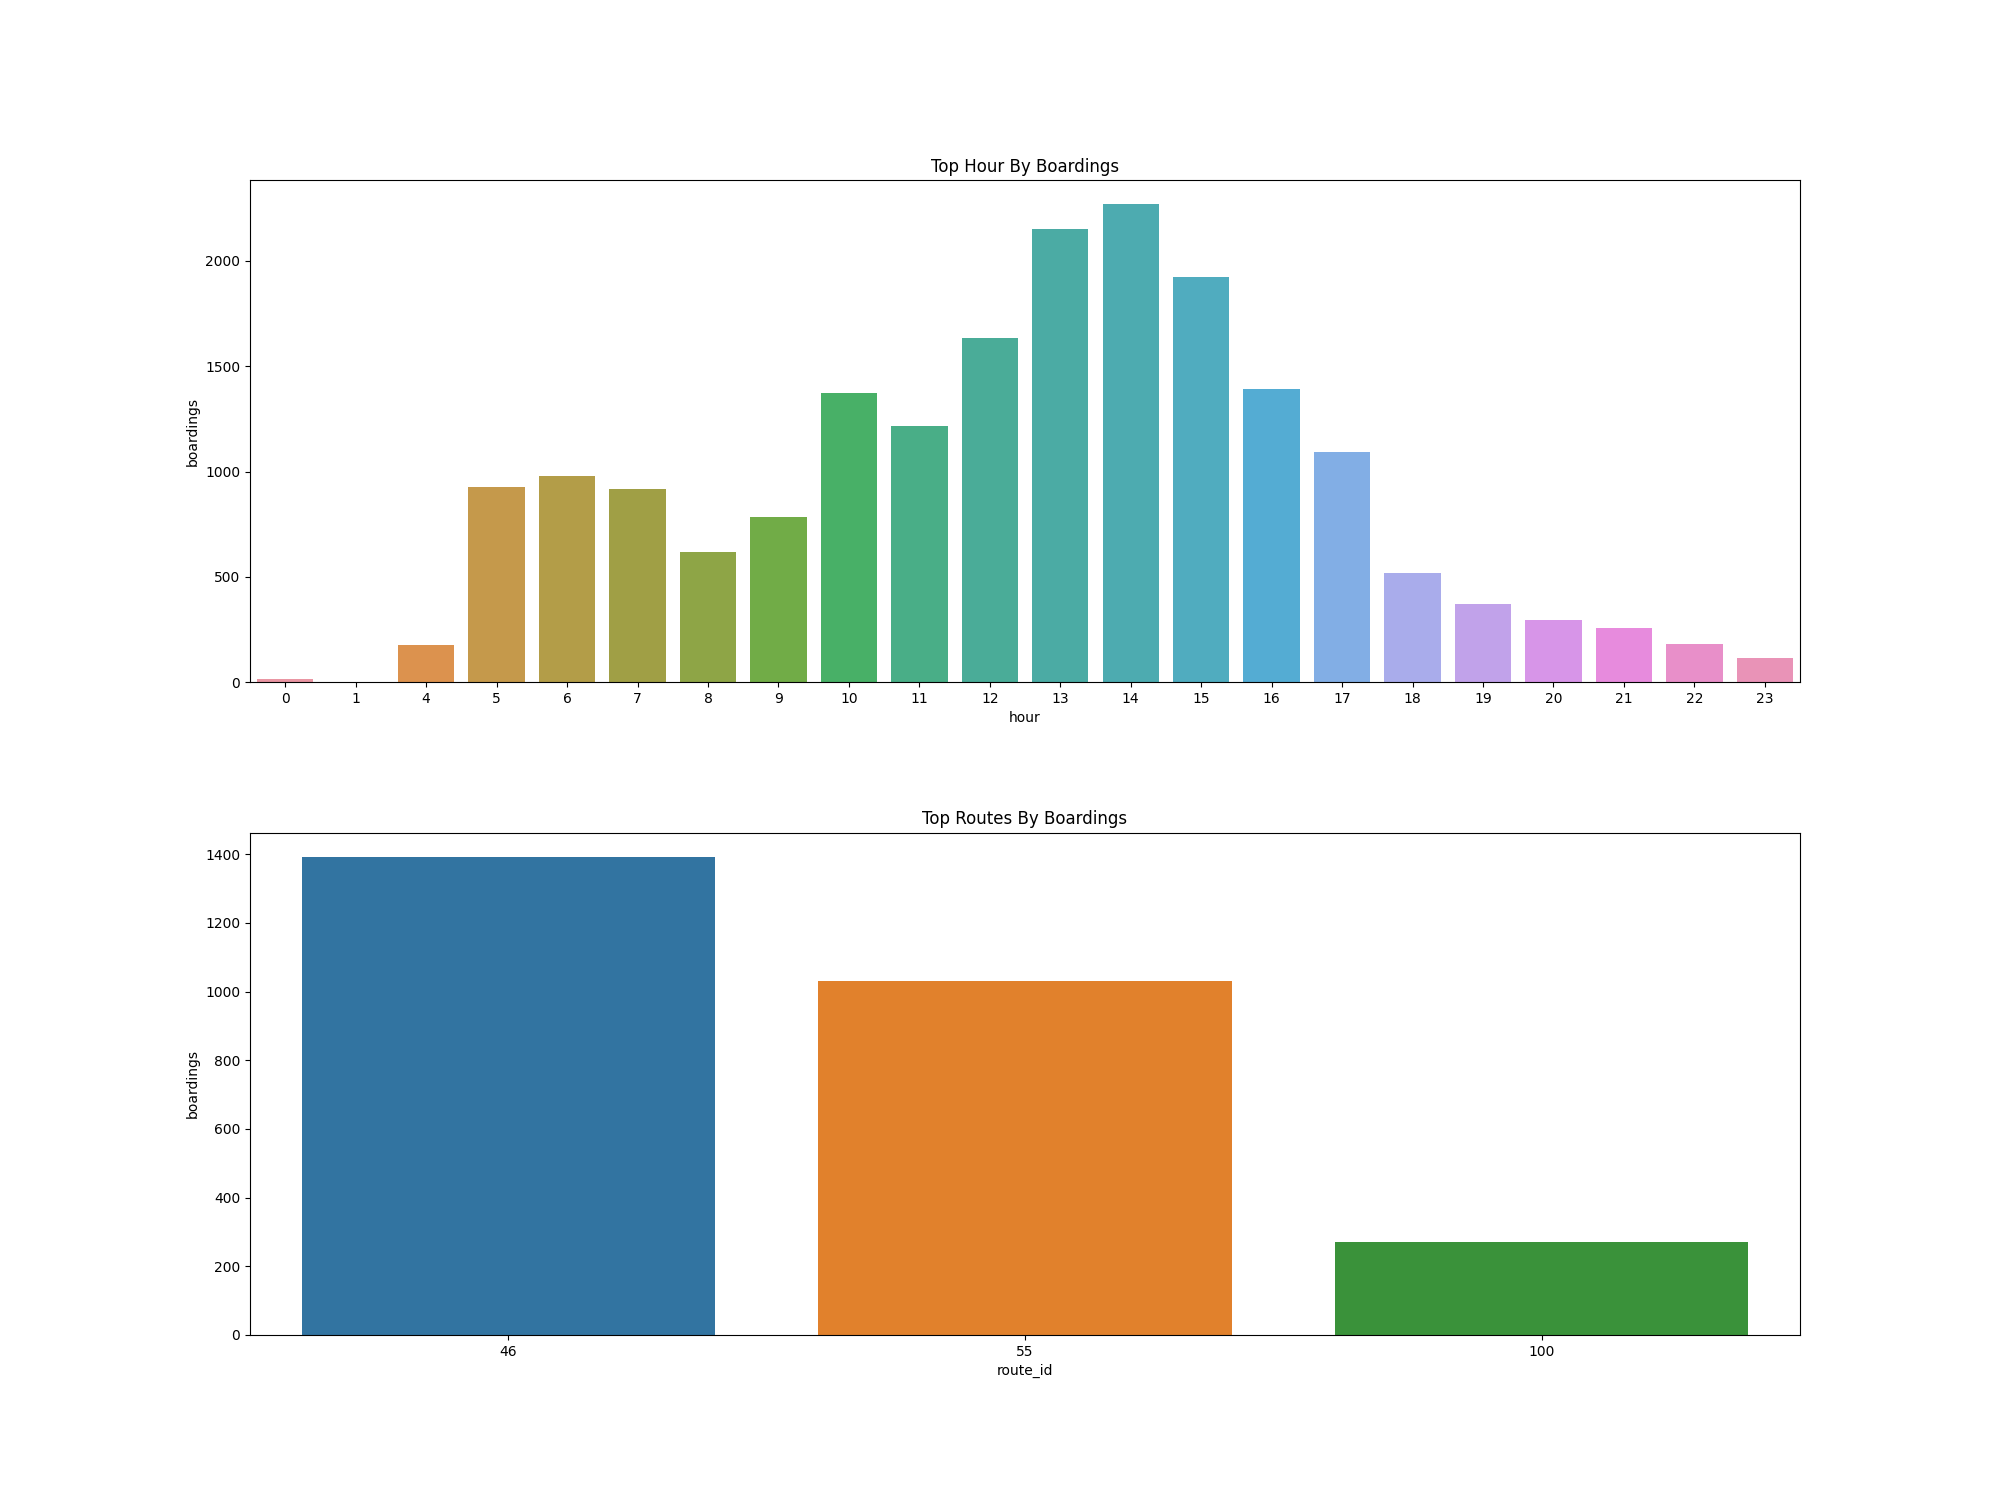 Top Hour By Boardings
2000
1500
1000
500
0
boardings
0 1 4 5 6 7 8 9 10 11 12 13 14 15 16 17 18 19 20 21 22 23
hour
Top Routes By Boardings
1400
1200
1000
800
600
400
200
0
boardings
46 55 100
route_id